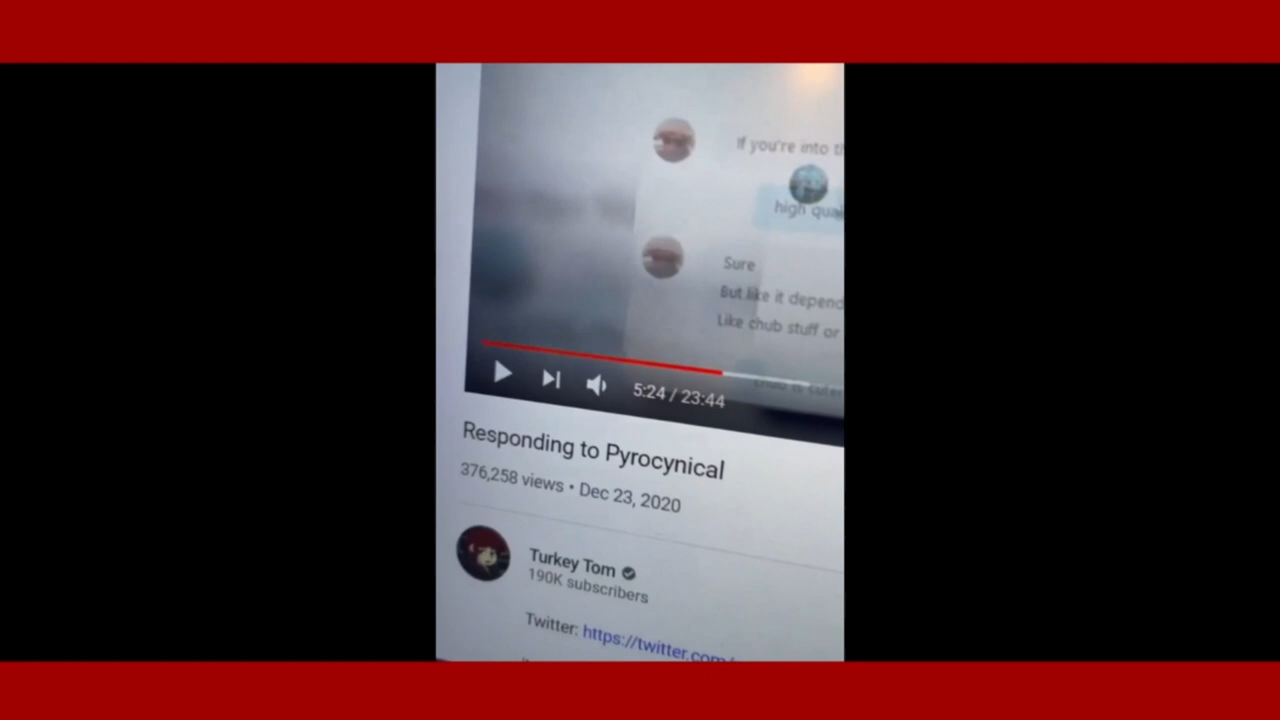 If you're into
high
Sure
But like it depend
Like chub stuff or
5:24 / 23:44
Responding to Pyrocynical
376,258 views • Dec 23, 2020
Turkey Tom
190K subscribers
Twitter: https://twitter.com/